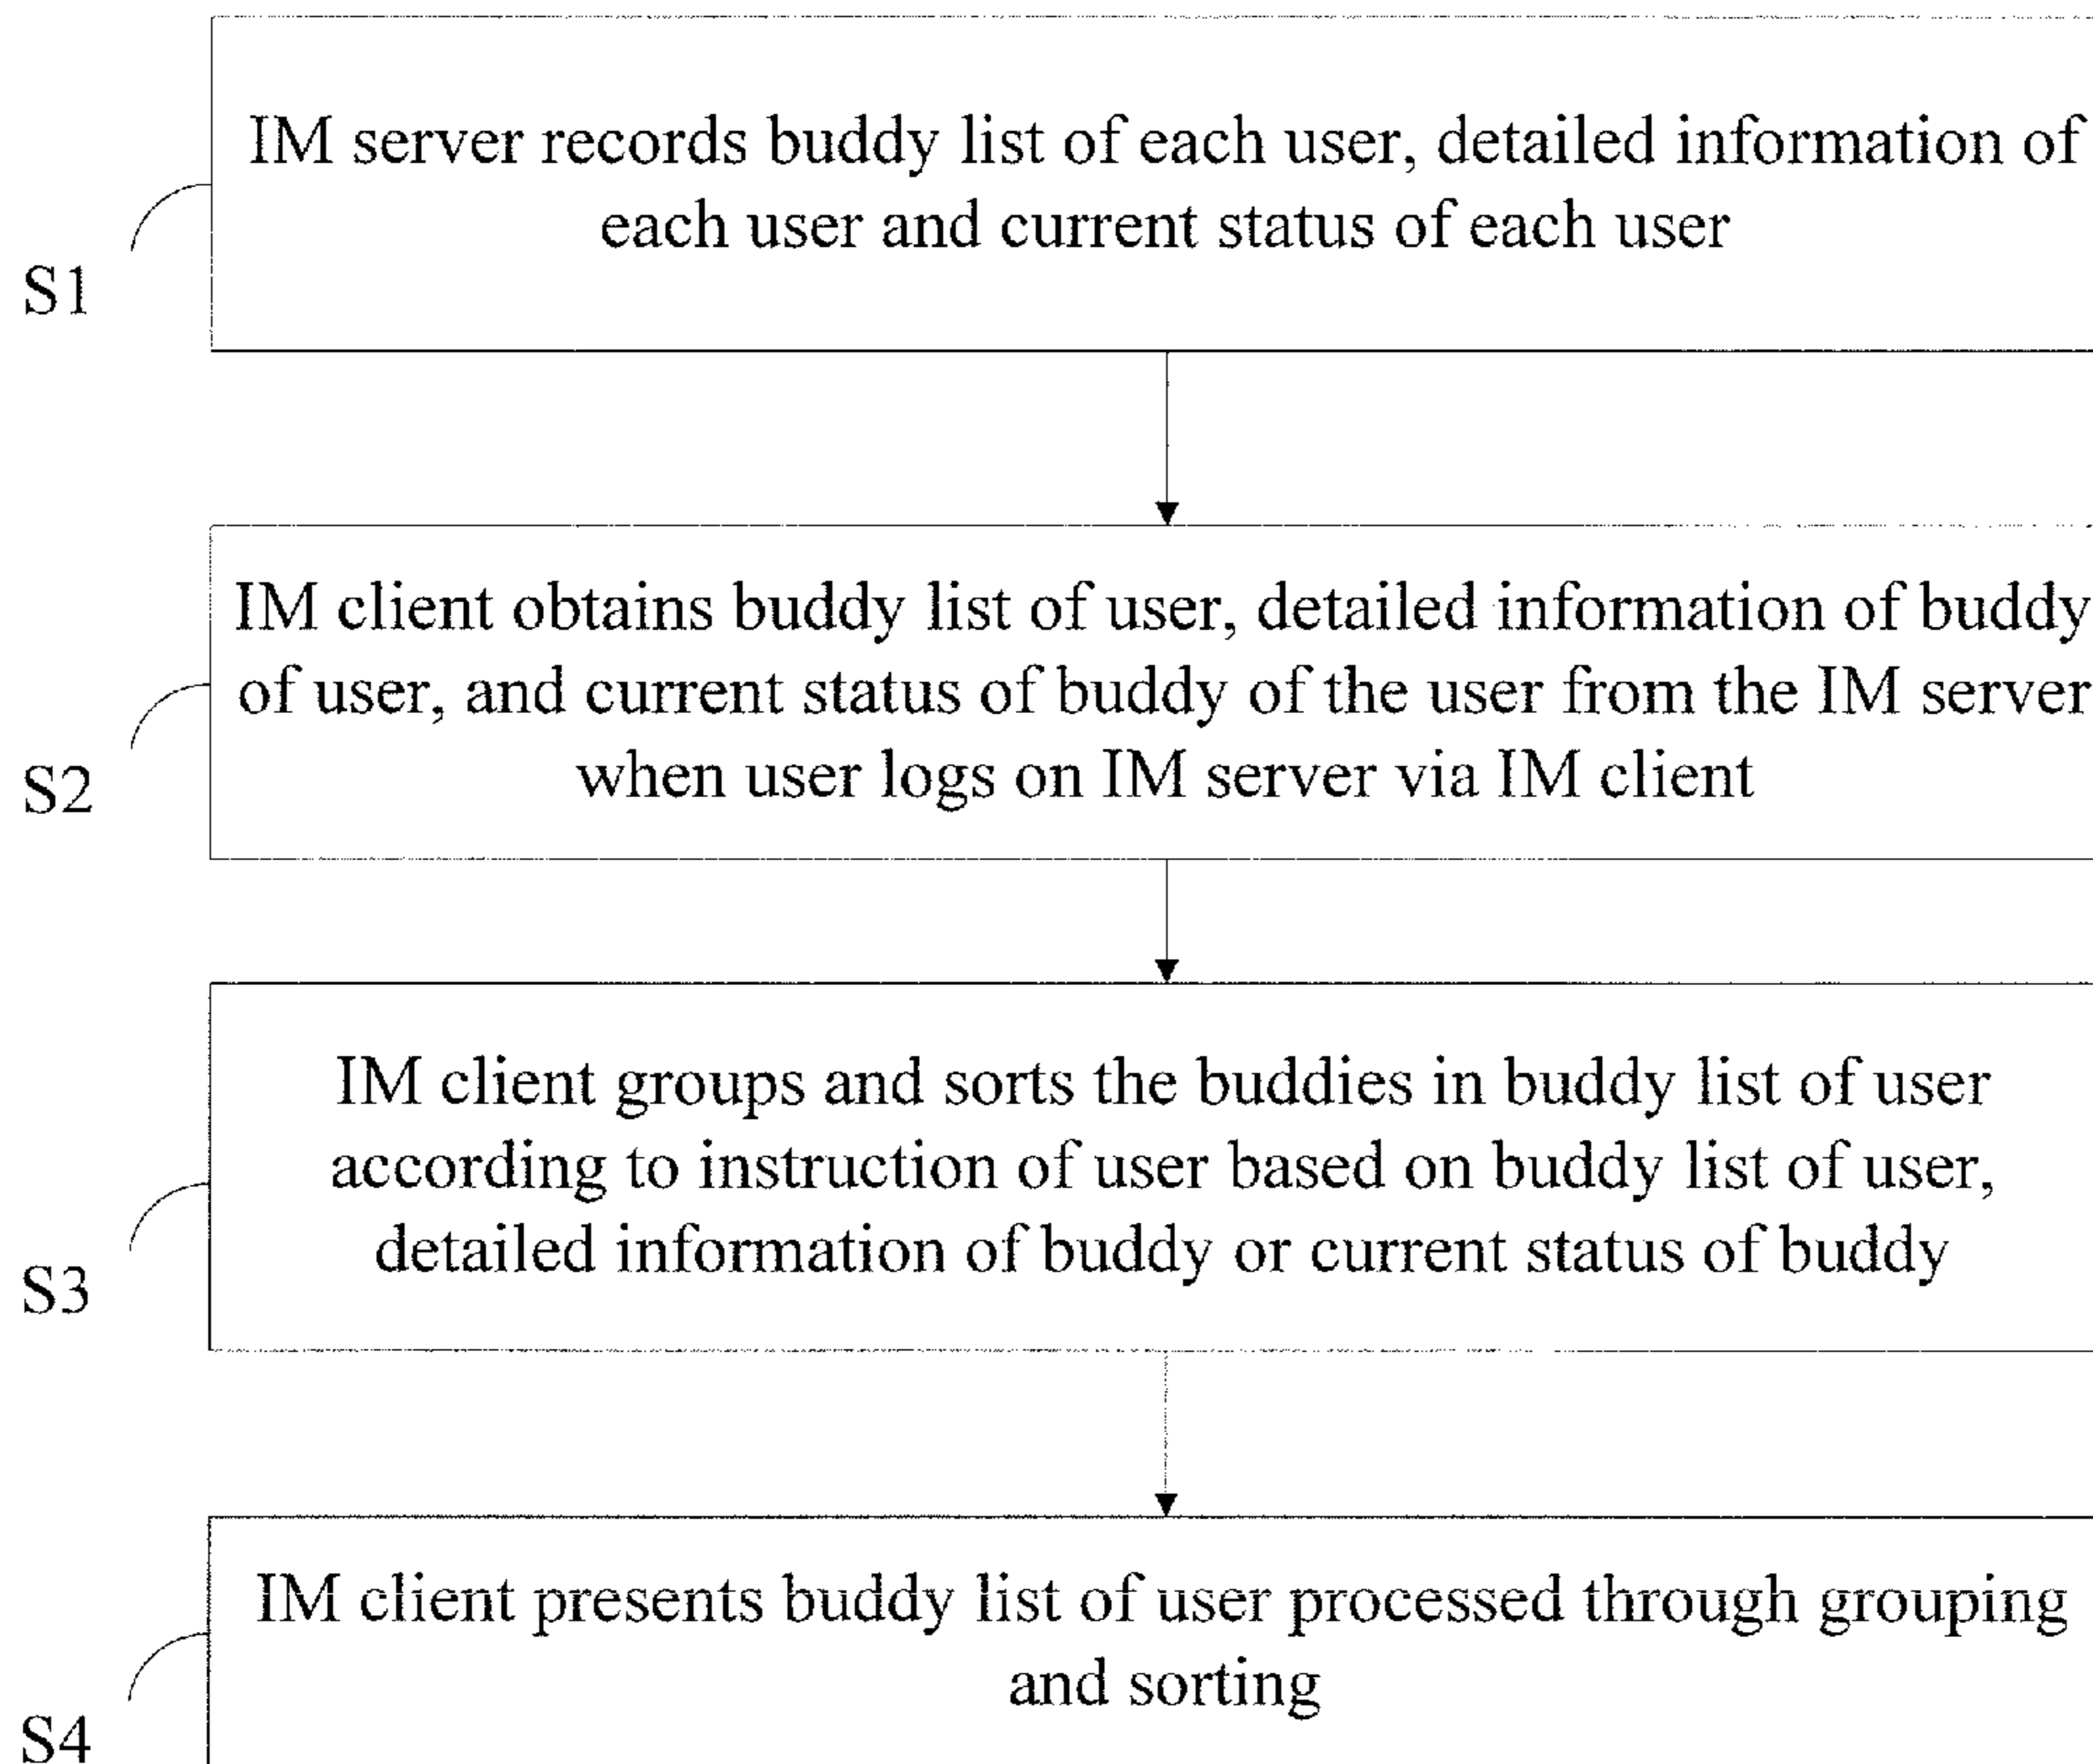 IM server records buddy list of each user, detailed information of
each user and current status of each user
S1
IM client obtains buddy list of user, detailed information of buddy
of user, and current status of buddy of the user from the IM server
when user logs on IM server via IM client
S2
IM client groups and sorts the buddies in buddy list of user
according to instruction of user based on buddy list of user,
detailed information of buddy or current status of buddy
S3
IM client presents buddy list of user processed through grouping
and sorting
S4